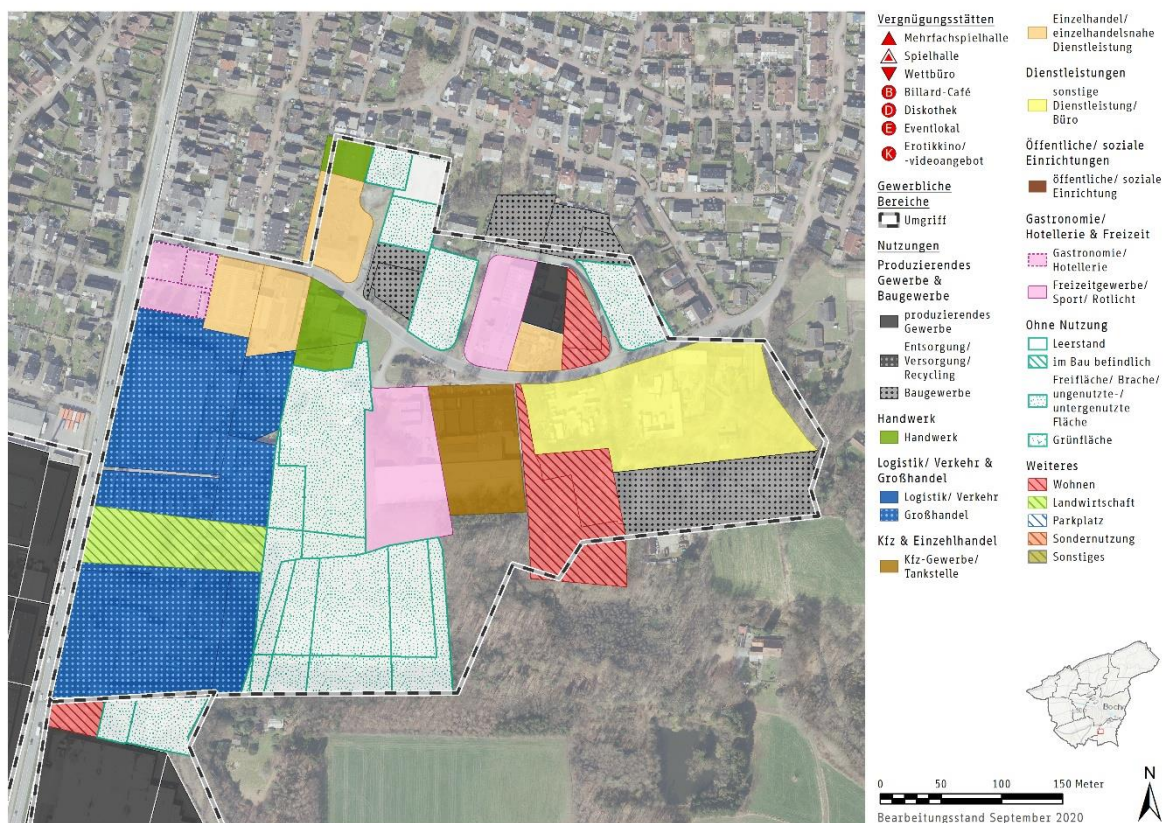 Vergnügungsstätten
Mehrfachspielhalle
Spielhalle
Wettbüro
B Billard-Café
D Diskothek
E Eventlokal
K Erotikkino/
-videoangebot
Gewerbliche
Bereiche
Umgriff
Nutzungen
Produzierendes
Gewerbe &
Baugewerbe
produzierendes
Gewerbe
Entsorgung/
Versorgung/
Recycling
Baugewerbe
Handwerk
Handwerk
Logistik/ Verkehr &
Großhandel
Logistik/ Verkehr
Großhandel
Kfz & Einzehlhandel
Kfz-Gewerbe/
Tankstelle
Einzelhandel/
einzelhandelsnahe
Dienstleistung
Dienstleistungen
sonstige
Dienstleistung/
Büro
Öffentliche/ soziale
Einrichtungen
öffentliche/ soziale
Einrichtung
Gastronomie/
Hotellerie & Freizeit
Gastronomie/
Hotellerie
Freizeitgewerbe/
Sport/ Rotlicht
Ohne Nutzung
Leerstand
im Bau befindlich
Freifläche/ Brache/
ungenutzte-/
untergenutzte
Fläche
Grünfläche
Weiteres
Wohnen
Landwirtschaft
Parkplatz
Sondernutzung
Sonstiges
Boch
0 50 100 150 Meter
N
Bearbeitungsstand September 2020